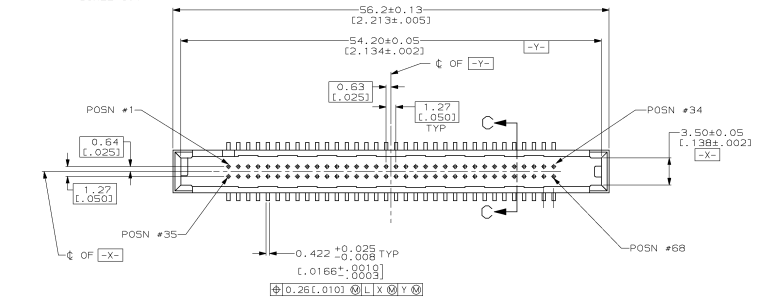 56.2±0.13
[2.213±.005]
54.20±0.05
[2.134±.002]
-Y-
℄ OF -Y-
0.63
[.025]
1.27
[.050]
TYP
POSN #1
C
POSN #34
0.64
[.025]
3.50±0.05
[.138±.002]
-X-
1.27
[.050]
C
POSN #35
POSN #68
℄ OF -X-
0.422 +0.025 -0.008 TYP
[.0166 +.0010 -.0003]
⌖ 0.26[.010] Ⓜ L X Ⓜ Y Ⓜ